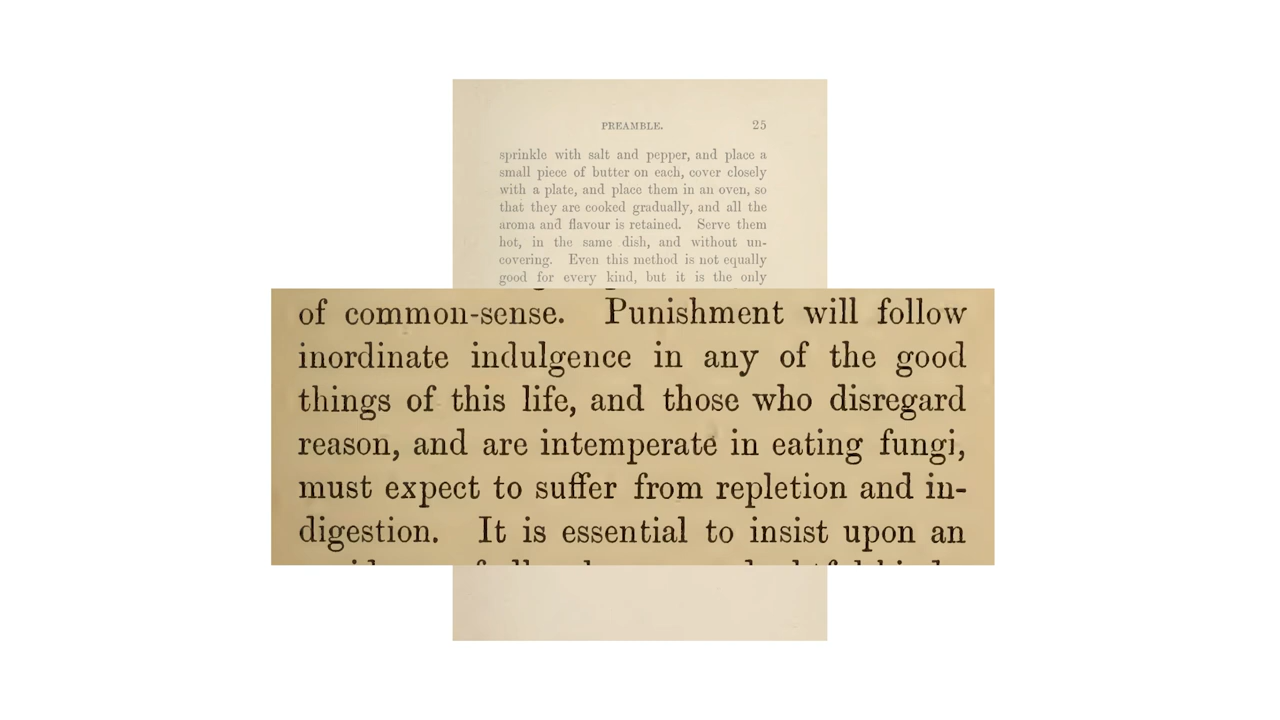 PREAMBLE. 25
sprinkle with salt and pepper, and place a
small piece of butter on each, cover closely
with a plate, and place them in an oven, so
that they are cooked gradually, and all the
aroma and flavour is retained. Serve them
hot, in the same dish, and without un-
covering. Even this method is not equally
good for every kind, but it is the only
of common-sense. Punishment will follow
inordinate indulgence in any of the good
things of this life, and those who disregard
reason, and are intemperate in eating fungi,
must expect to suffer from repletion and in-
digestion. It is essential to insist upon an